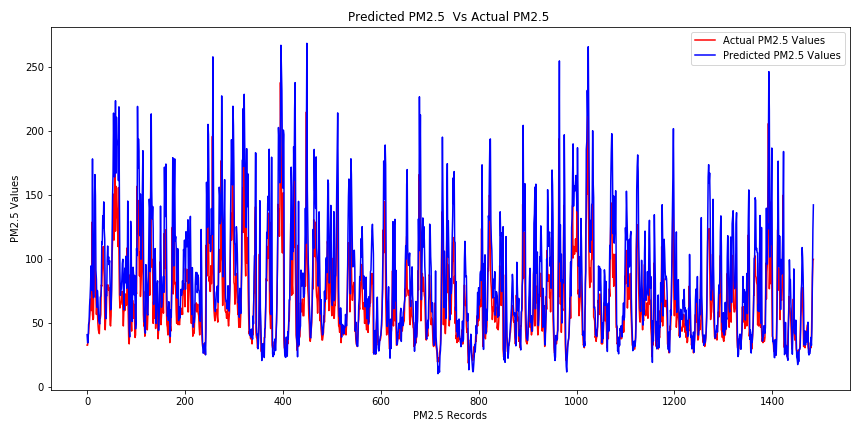 Predicted PM2.5  Vs Actual PM2.5
Actual PM2.5 Values
Predicted PM2.5 Values
250
200
150
100
50
0
PM2.5 Values
0 200 400 600 800 1000 1200 1400
PM2.5 Records